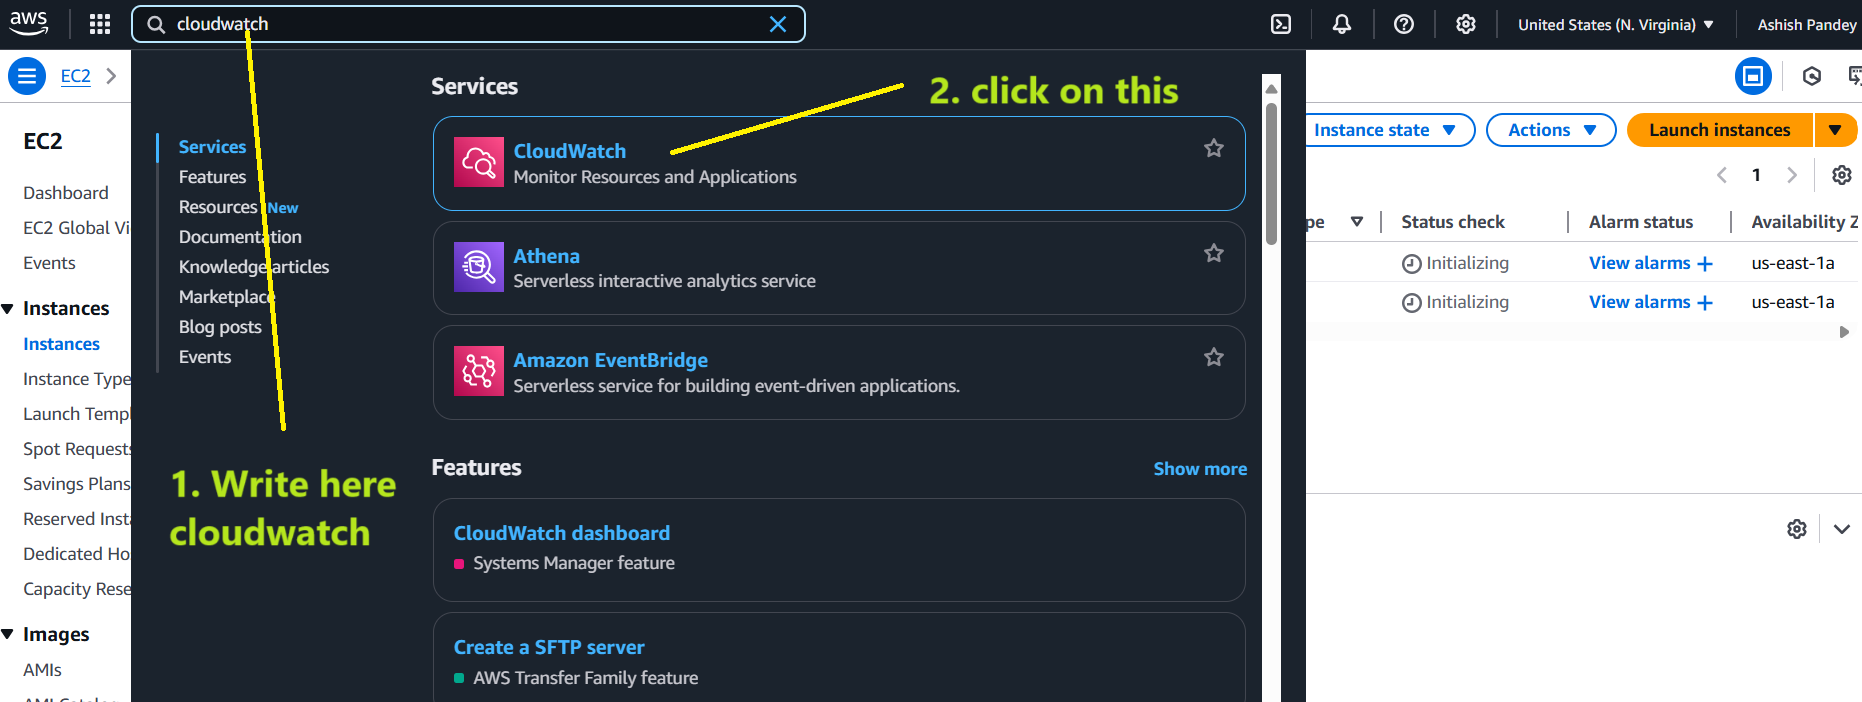 aws
cloudwatch
United States (N. Virginia)
Ashish Pandey
EC2
EC2
Dashboard
EC2 Global Vi
Events
Instances
Instances
Instance Type
Launch Templ
Spot Requests
Savings Plans
Reserved Insta
Dedicated Ho
Capacity Rese
Images
AMIs
Services
Features
Resources New
Documentation
Knowledge articles
Marketplace
Blog posts
Events
1. Write here
cloudwatch
Services
2. click on this
CloudWatch
Monitor Resources and Applications
Athena
Serverless interactive analytics service
Amazon EventBridge
Serverless service for building event-driven applications.
Features
Show more
CloudWatch dashboard
Systems Manager feature
Create a SFTP server
AWS Transfer Family feature
Instance state
Actions
Launch instances
1
pe
Status check
Alarm status
Availability Z
Initializing
View alarms +
us-east-1a
Initializing
View alarms +
us-east-1a